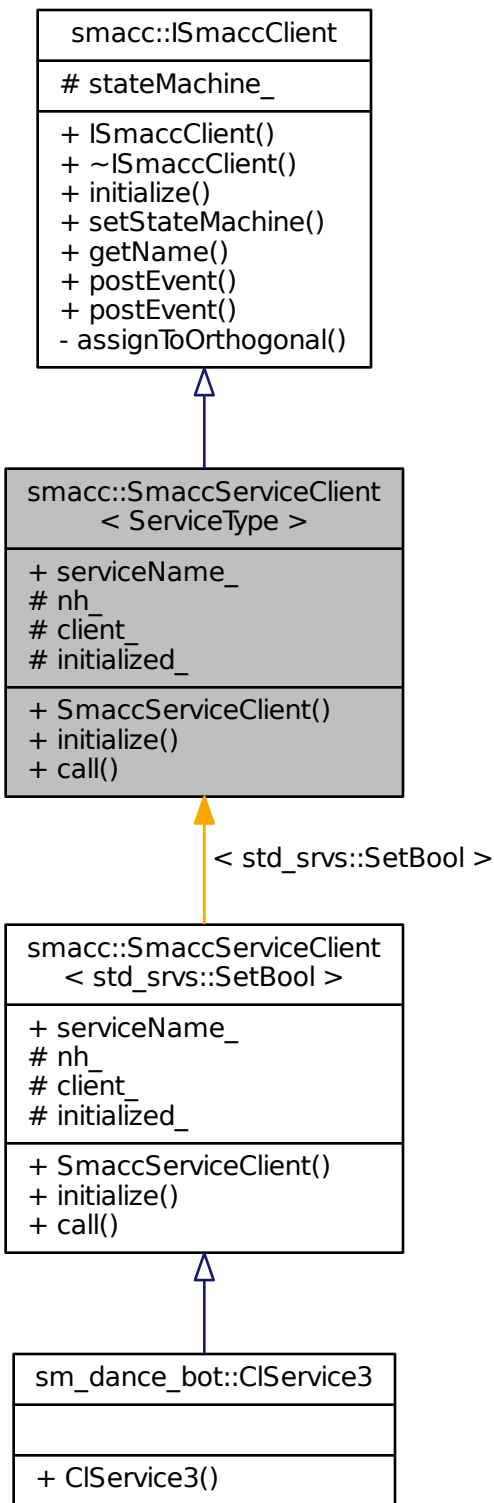 smacc::ISmaccClient
# stateMachine_
+ ISmaccClient()
+ ~ISmaccClient()
+ initialize()
+ setStateMachine()
+ getName()
+ postEvent()
+ postEvent()
- assignToOrthogonal()
smacc::SmaccServiceClient
< ServiceType >
+ serviceName_
# nh_
# client_
# initialized_
+ SmaccServiceClient()
+ initialize()
+ call()
< std_srvs::SetBool >
smacc::SmaccServiceClient
< std_srvs::SetBool >
+ serviceName_
# nh_
# client_
# initialized_
+ SmaccServiceClient()
+ initialize()
+ call()
sm_dance_bot::ClService3
+ ClService3()